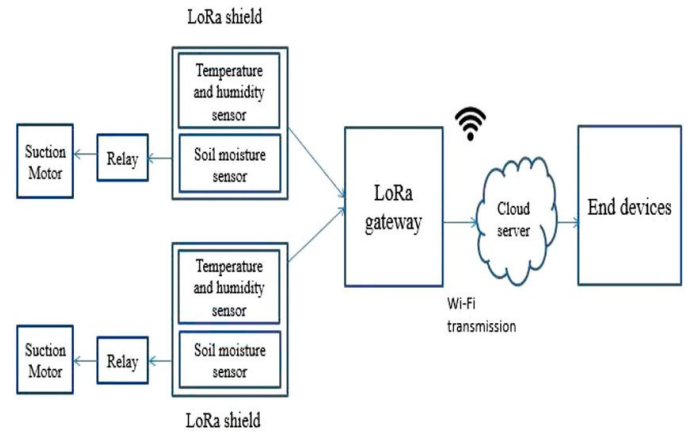 LoRa shield
Temperature
and humidity
sensor
Soil moisture
sensor
Relay
Suction
Motor
LoRa
gateway
Cloud
server
End devices
Wi-Fi
transmission
Temperature
and humidity
sensor
Soil moisture
sensor
Relay
Suction
Motor
LoRa shield